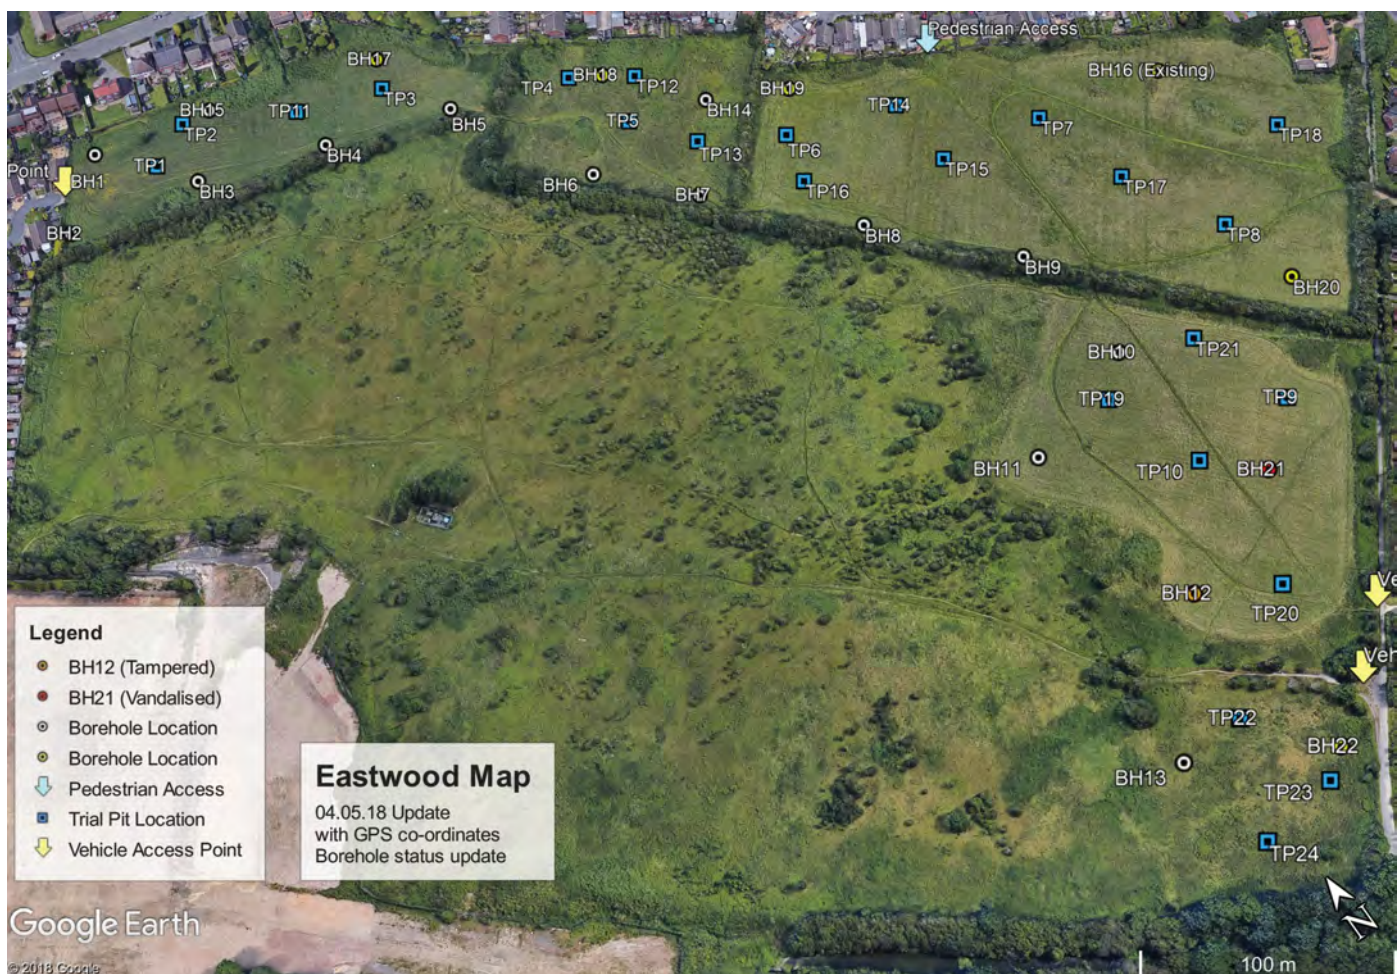 Pedestrian Access
BH17
BH18
TP12
BH16 (Existing)
TP4
TP3
BH19
BH15
TP11
BH5
TP5
BH14
TP14
TP7
TP18
TP2
BH4
TP13
TP6
TP15
Point
TP1
BH1
BH3
BH6
BH7
TP16
TP17
BH2
BH8
TP8
BH9
BH20
BH10
TP21
TP19
TP9
BH11
TP10
BH21
BH12
TP20
Ve
Veh
TP22
BH22
BH13
TP23
TP24
Legend
BH12 (Tampered)
BH21 (Vandalised)
Borehole Location
Borehole Location
Pedestrian Access
Trial Pit Location
Vehicle Access Point
Eastwood Map
04.05.18 Update
with GPS co-ordinates
Borehole status update
N
Google Earth
© 2018 Google
100 m